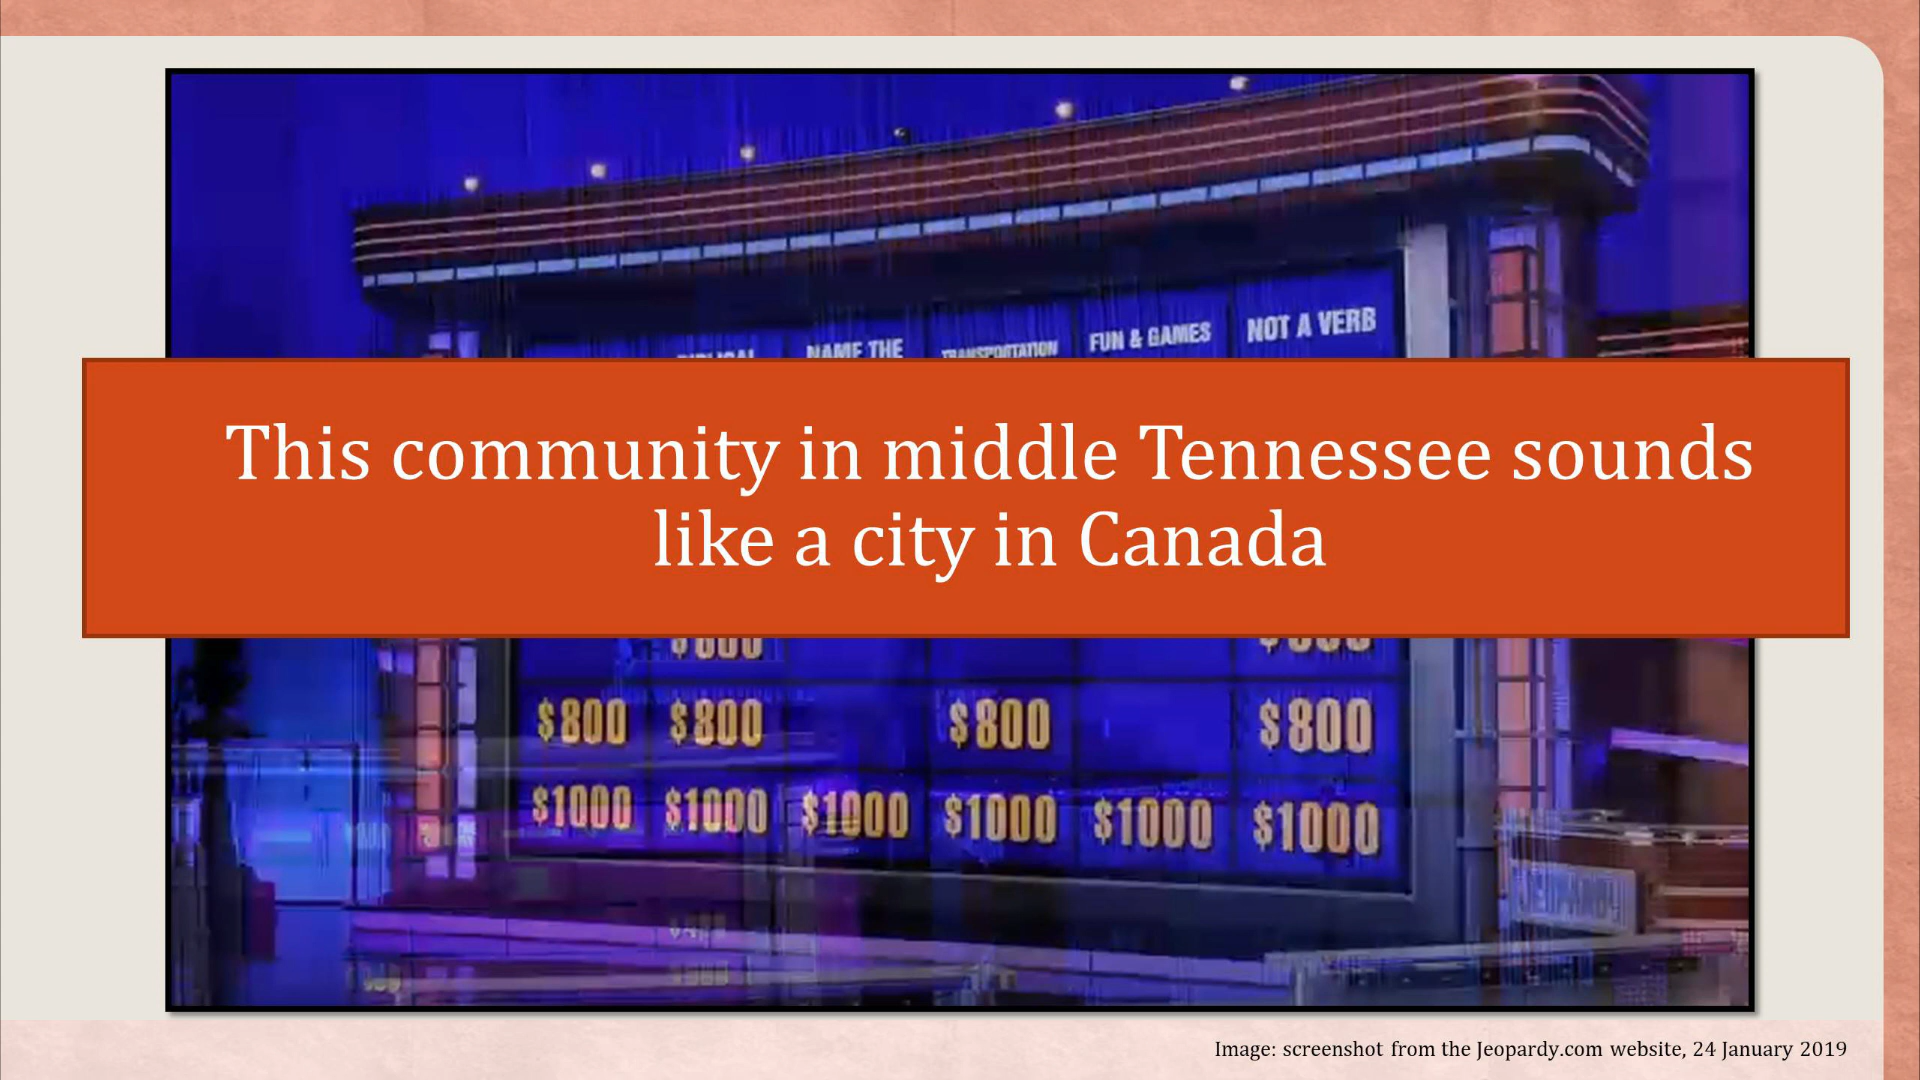 NAME THE
TRANSPORTATION
FUN & GAMES
NOT A VERB
This community in middle Tennessee sounds
like a city in Canada
$800 $800 $800 $800
$1000 $1000 $1000 $1000 $1000 $1000
Image: screenshot from the Jeopardy.com website, 24 January 2019